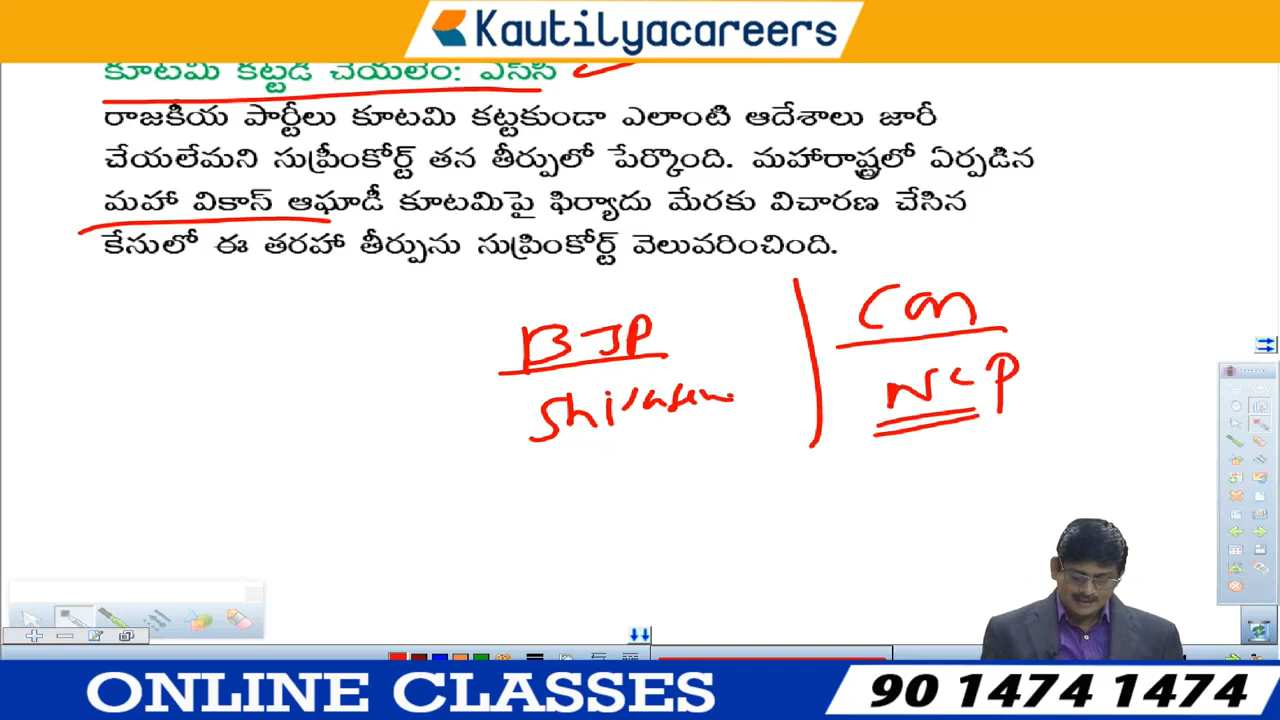 Kautilyacareers
కూటమి కట్టడి చేయలేం: ఎస్‌సీ
రాజకీయ పార్టీలు కూటమి కట్టకుండా ఎలాంటి ఆదేశాలు జారీ
చేయలేమని సుప్రీంకోర్ట్ తన తీర్పులో పేర్కొంది. మహారాష్ట్రలో ఏర్పడిన
మహా వికాస్ ఆఘాడీ కూటమిపై ఫిర్యాదు మేరకు విచారణ చేసిన
కేసులో ఈ తరహా తీర్పును సుప్రింకోర్ట్ వెలువరించింది.
BJP
Shivasena
Con
NCP
ONLINE CLASSES
90 1474 1474